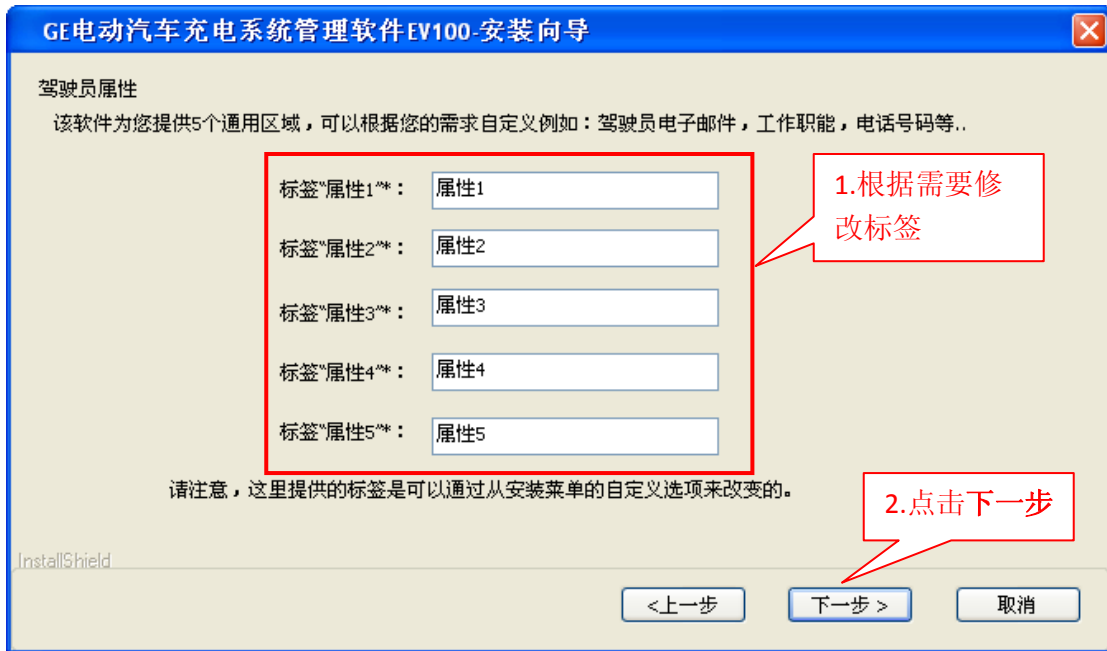 GE电动汽车充电系统管理软件EV100-安装向导
驾驶员属性
该软件为您提供5个通用区域，可以根据您的需求自定义例如：驾驶员电子邮件，工作职能，电话号码等..
标签"属性1"*： 属性1
1.根据需要修
改标签
标签"属性2"*： 属性2
标签"属性3"*： 属性3
标签"属性4"*： 属性4
标签"属性5"*： 属性5
请注意，这里提供的标签是可以通过从安装菜单的自定义选项来改变的。
2.点击下一步
InstallShield
<上一步 下一步 > 取消